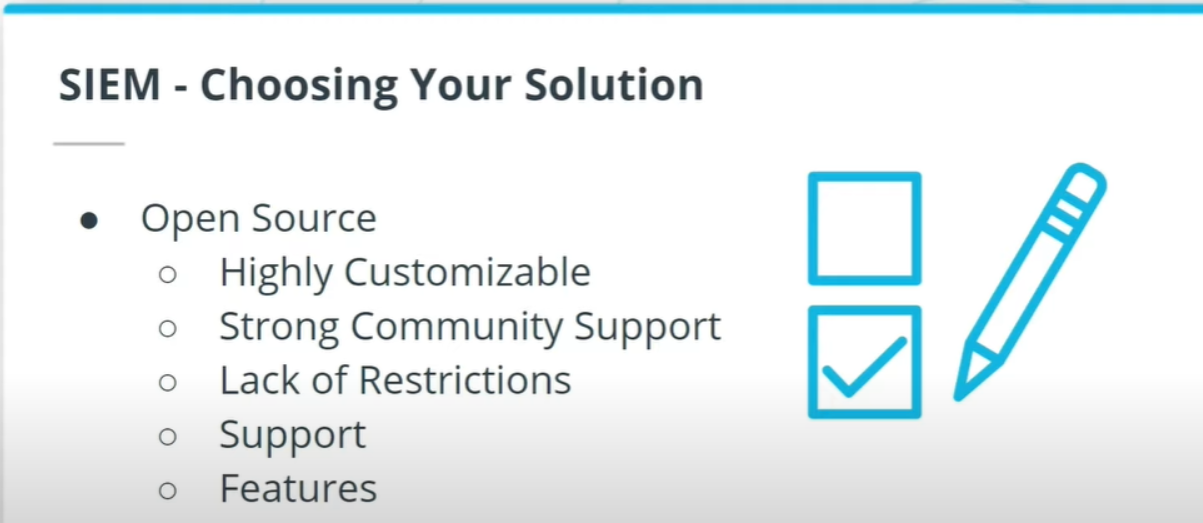 SIEM - Choosing Your Solution
● Open Source
○ Highly Customizable
○ Strong Community Support
○ Lack of Restrictions
○ Support
○ Features